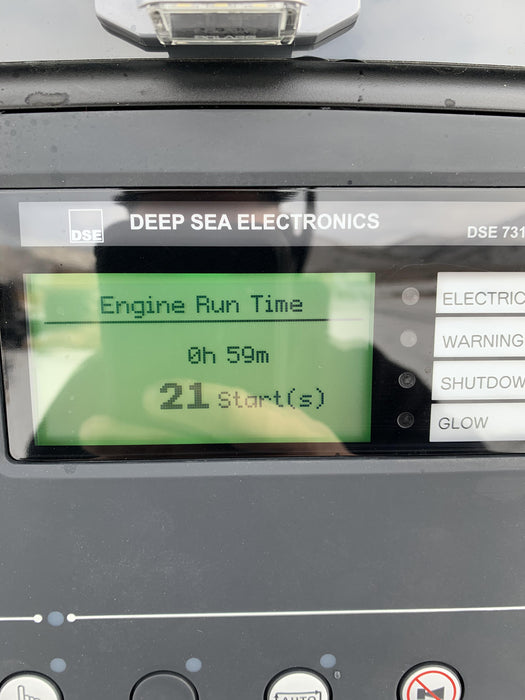 DSE
DEEP SEA ELECTRONICS
DSE 731
Engine Run Time
0h 59m
21 Start(s)
ELECTRIC
WARNING
SHUTDOW
GLOW
AUTO